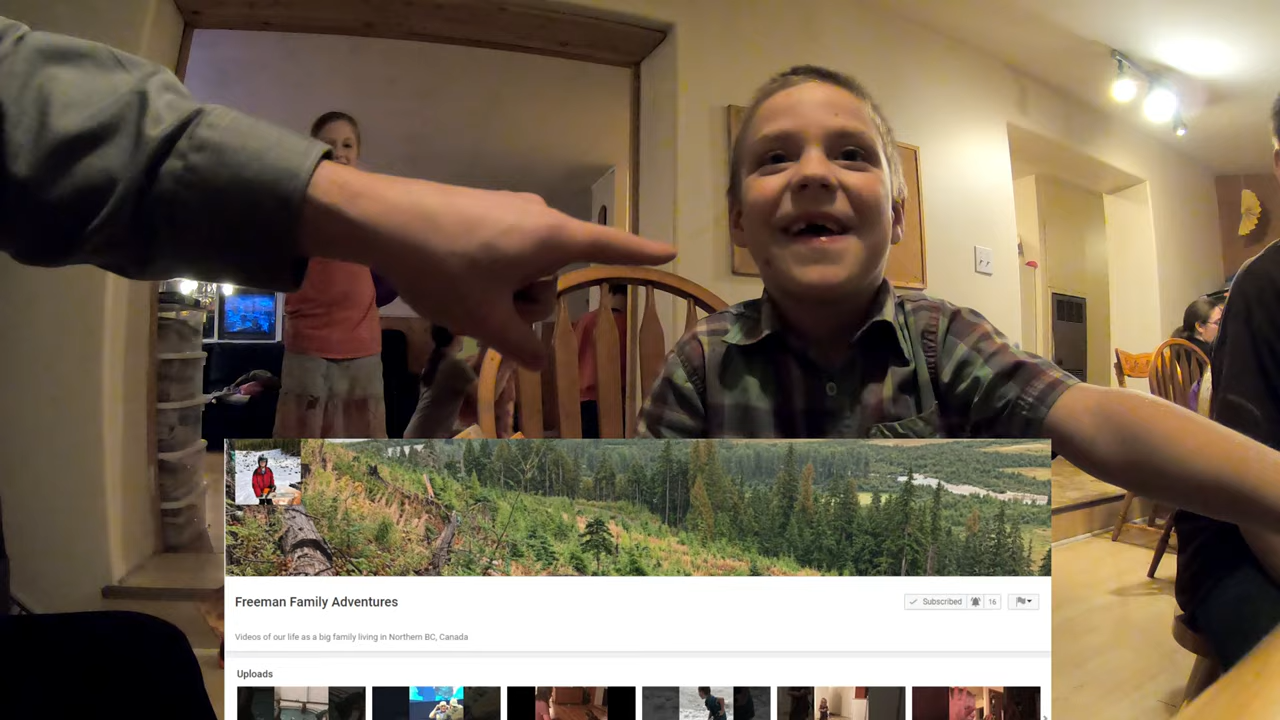 Freeman Family Adventures
Subscribed 16
Videos of our life as a big family living in Northern BC, Canada
Uploads